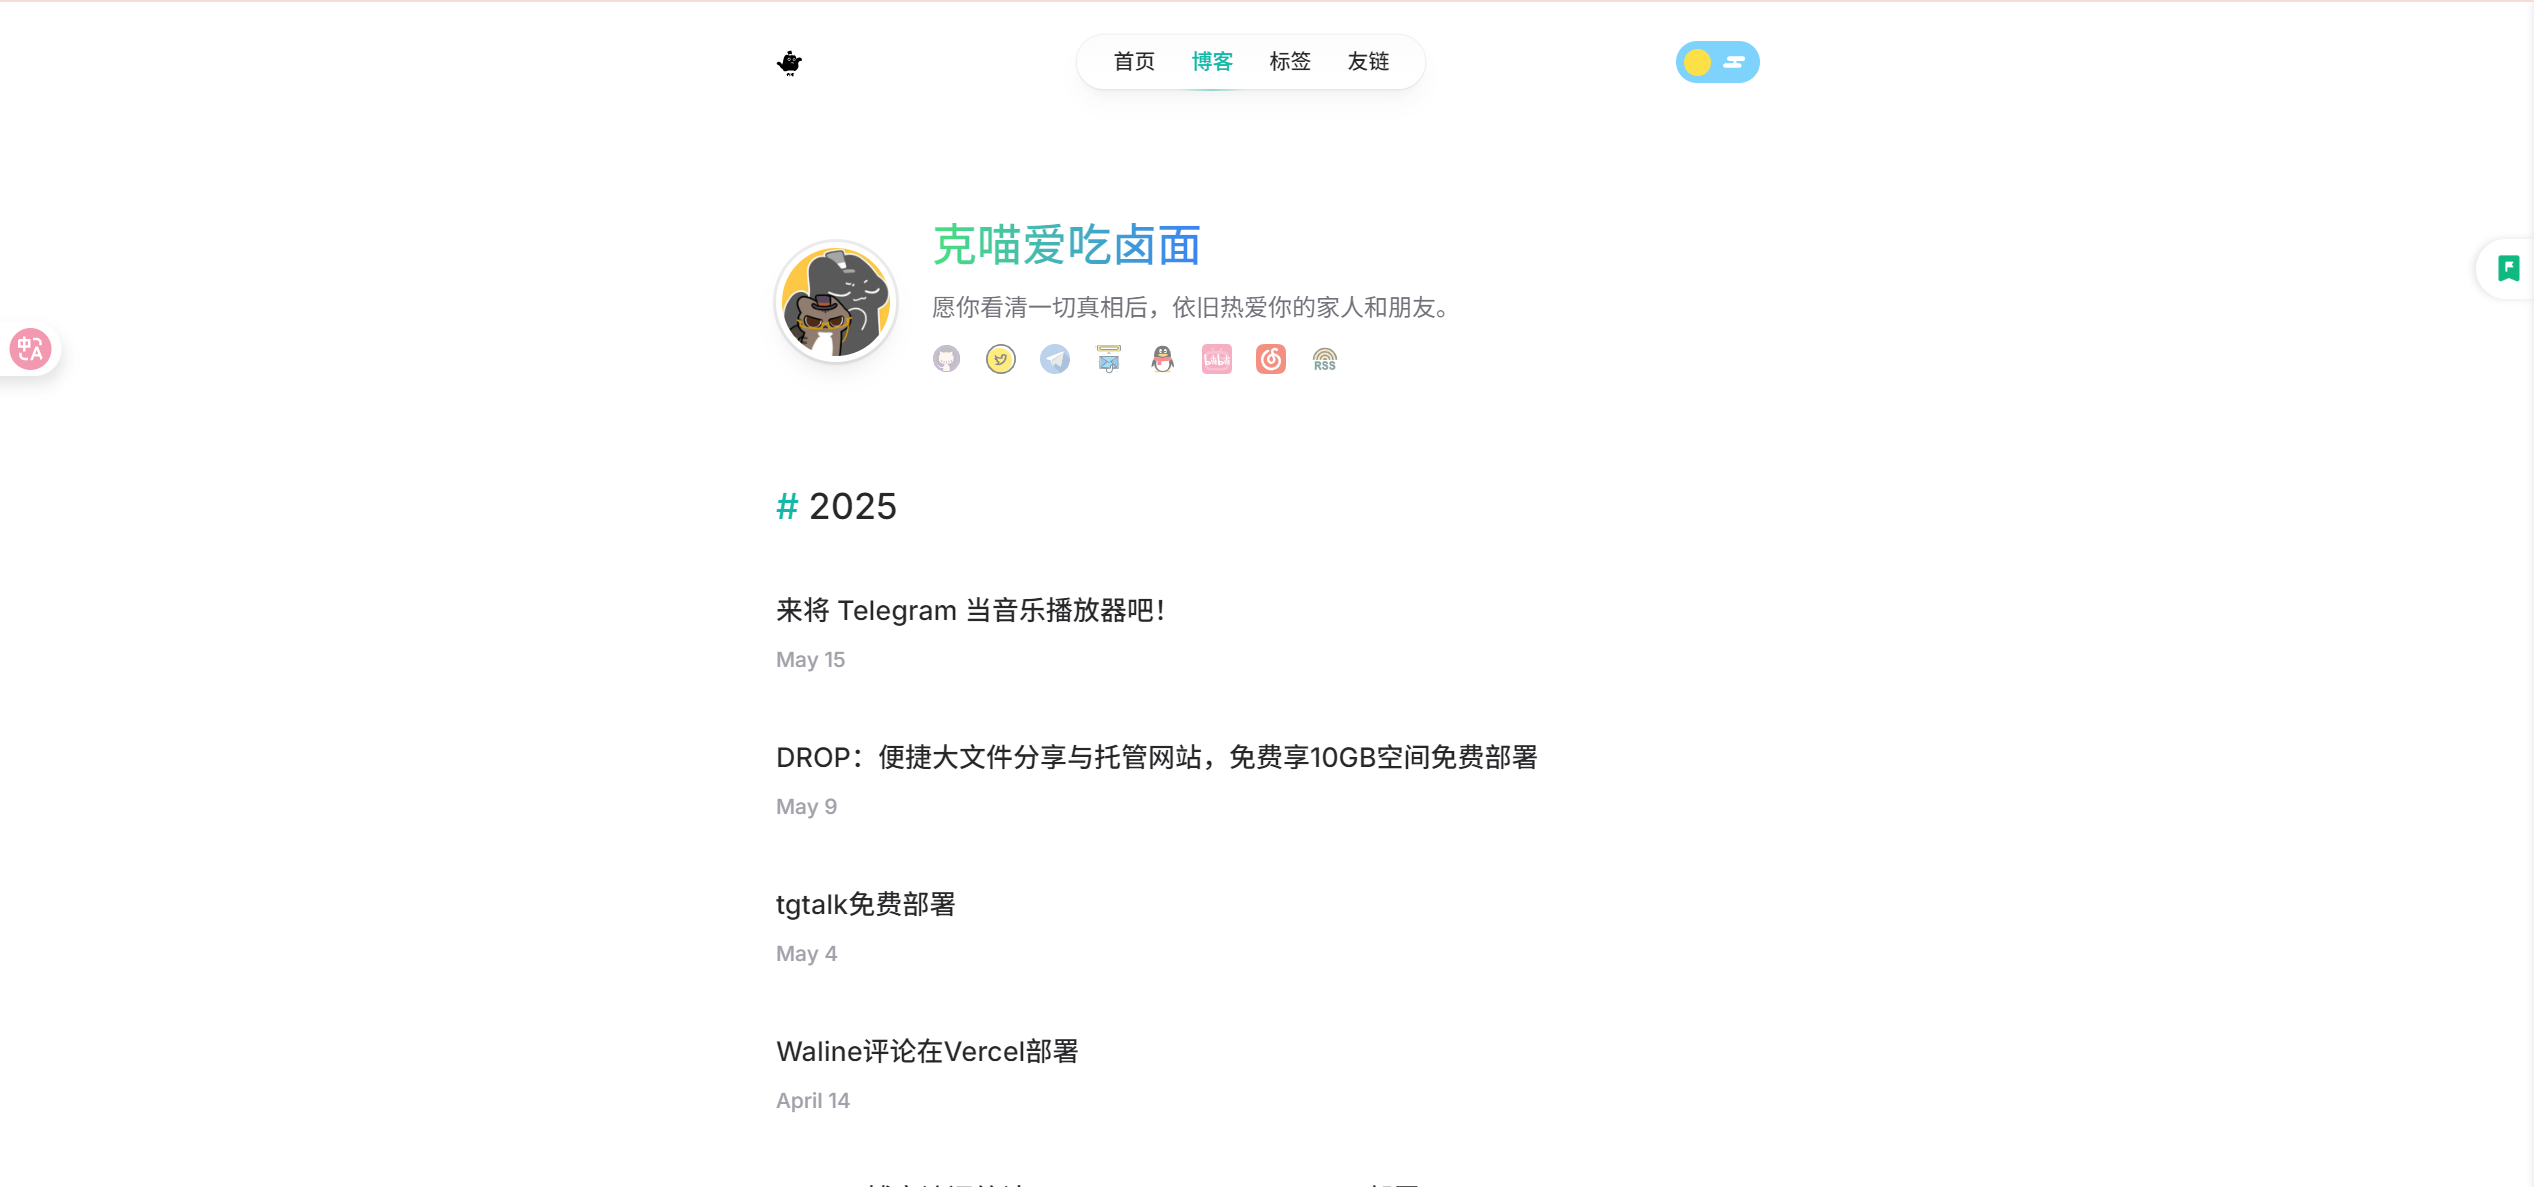 首页 博客 标签 友链
克喵爱吃卤面
愿你看清一切真相后，依旧热爱你的家人和朋友。
中 A
bilibili RSS
# 2025
来将 Telegram 当音乐播放器吧！
May 15
DROP：便捷大文件分享与托管网站，免费享10GB空间免费部署
May 9
tgtalk免费部署
May 4
Waline评论在Vercel部署
April 14